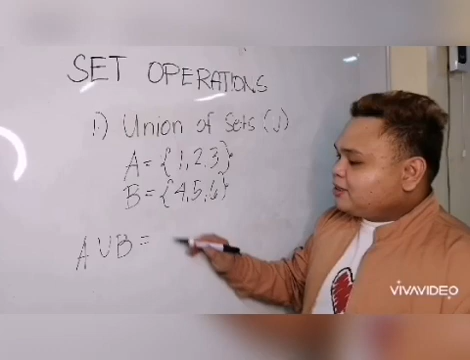 SET OPERATIONS
1.) Union of Sets (∪)
A = {1,2,3}
B = {4,5,6}
A∪B =
VIVAVIDEO